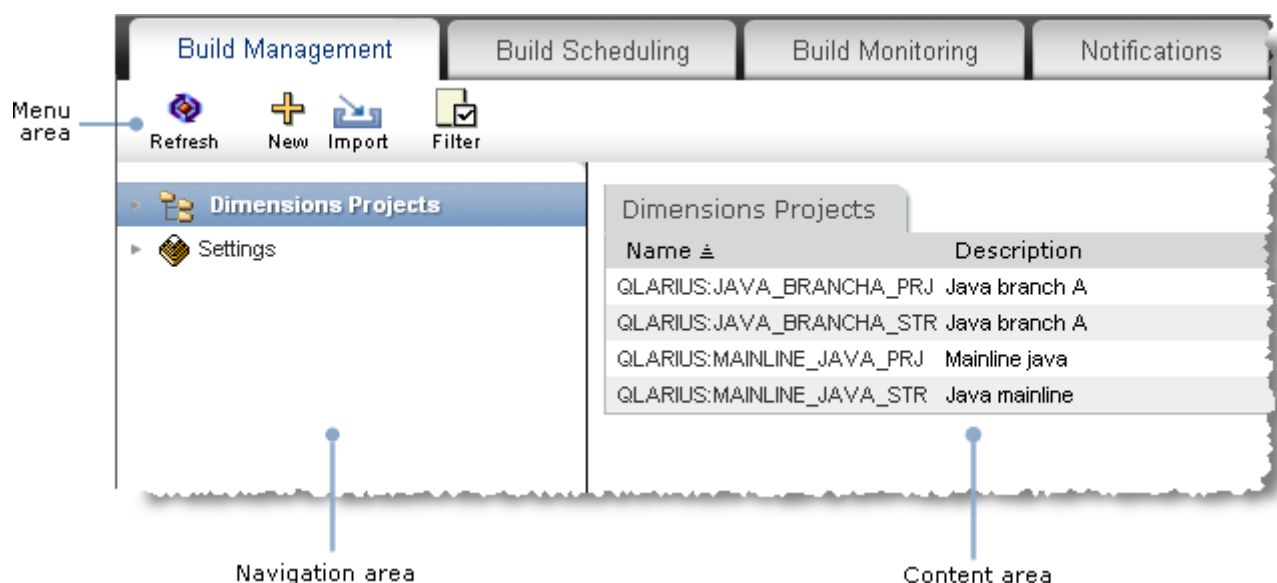 Build Management Build Scheduling Build Monitoring Notifications
Menu area
Refresh New Import Filter
Dimensions Projects
Settings
Dimensions Projects
Name Description
QLARIUS:JAVA_BRANCHA_PRJ Java branch A
QLARIUS:JAVA_BRANCHA_STR Java branch A
QLARIUS:MAINLINE_JAVA_PRJ Mainline java
QLARIUS:MAINLINE_JAVA_STR Java mainline
Navigation area Content area